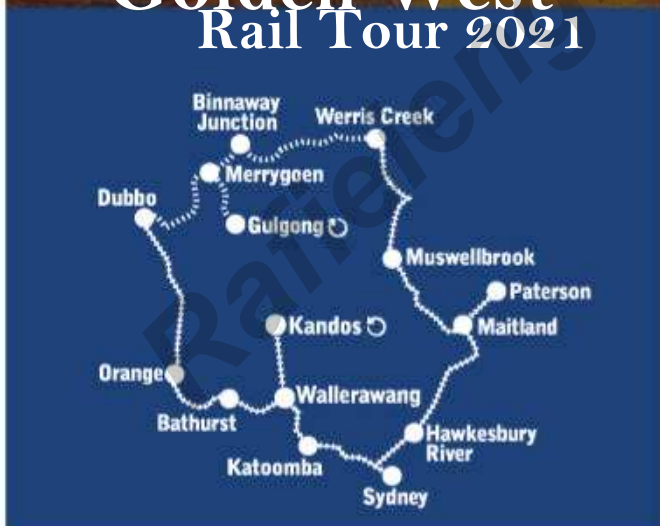 Golden West
Rail Tour 2021
Binnaway
Junction
Werris Creek
Merrygoen
Dubbo
Gulgong
Muswellbrook
Paterson
Kandos
Maitland
Orange
Wallerawang
Bathurst
Hawkesbury
River
Katoomba
Sydney